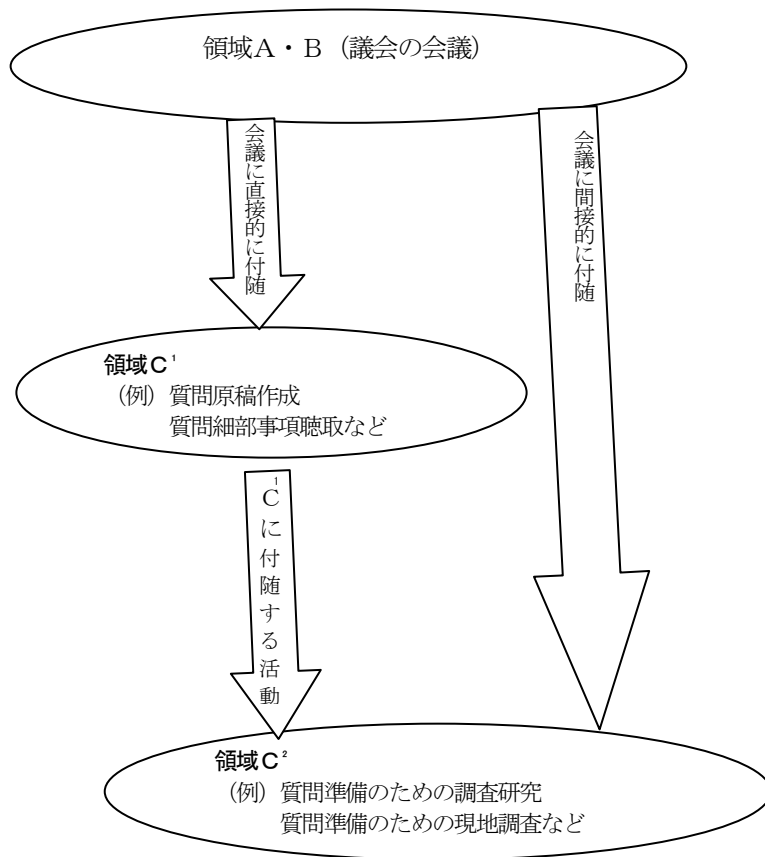 領域A・B（議会の会議）
会議に直接的に付随
会議に間接的に付随
領域C¹
（例）質問原稿作成
質問細部事項聴取など
C¹に付随する活動
領域C²
（例）質問準備のための調査研究
質問準備のための現地調査など